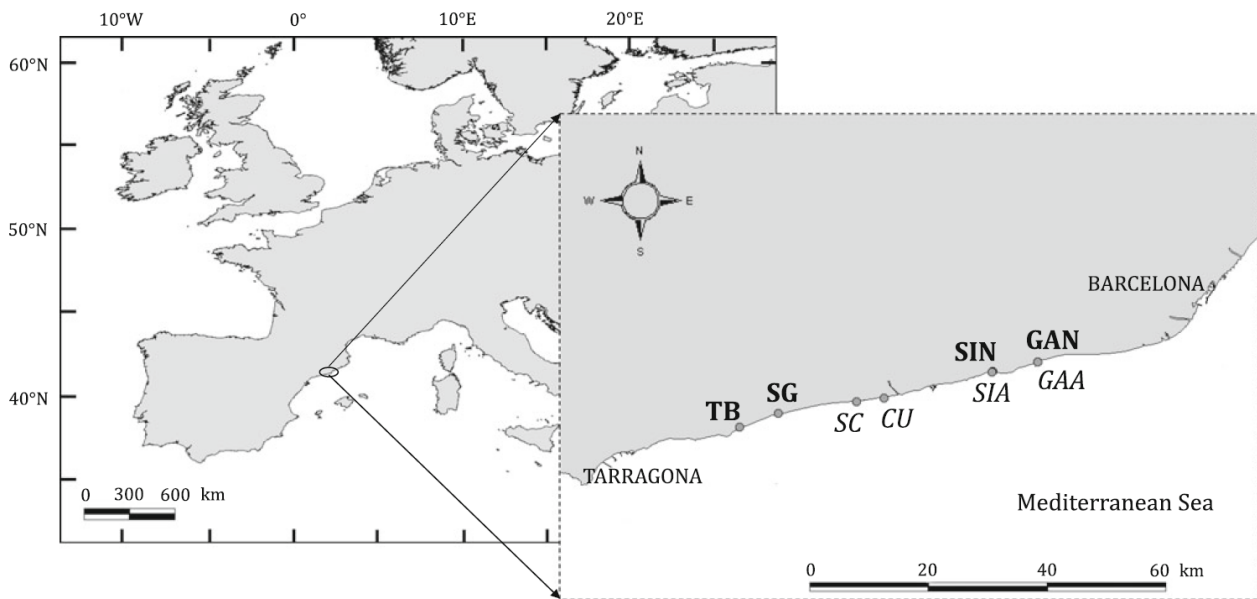 10°W 0° 10°E 20°E
60°N
50°N
40°N
0 300 600 km
N
W E
S
BARCELONA
GAN
SIN
GAA
SIA
SG
TB
CU
SC
TARRAGONA
Mediterranean Sea
0 20 40 60 km